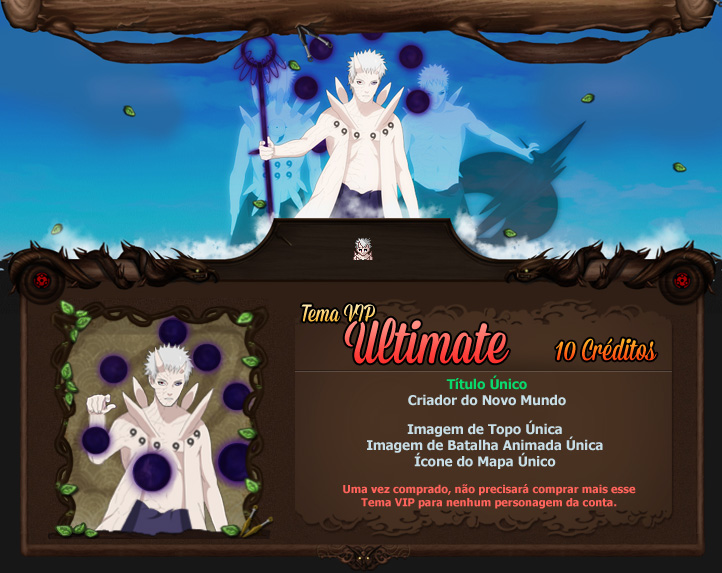 Tema VIP
Ultimate
10 Créditos
Título Único
Criador do Novo Mundo
Imagem de Topo Única
Imagem de Batalha Animada Única
Ícone do Mapa Único
Uma vez comprado, não precisará comprar mais esse
Tema VIP para nenhum personagem da conta.